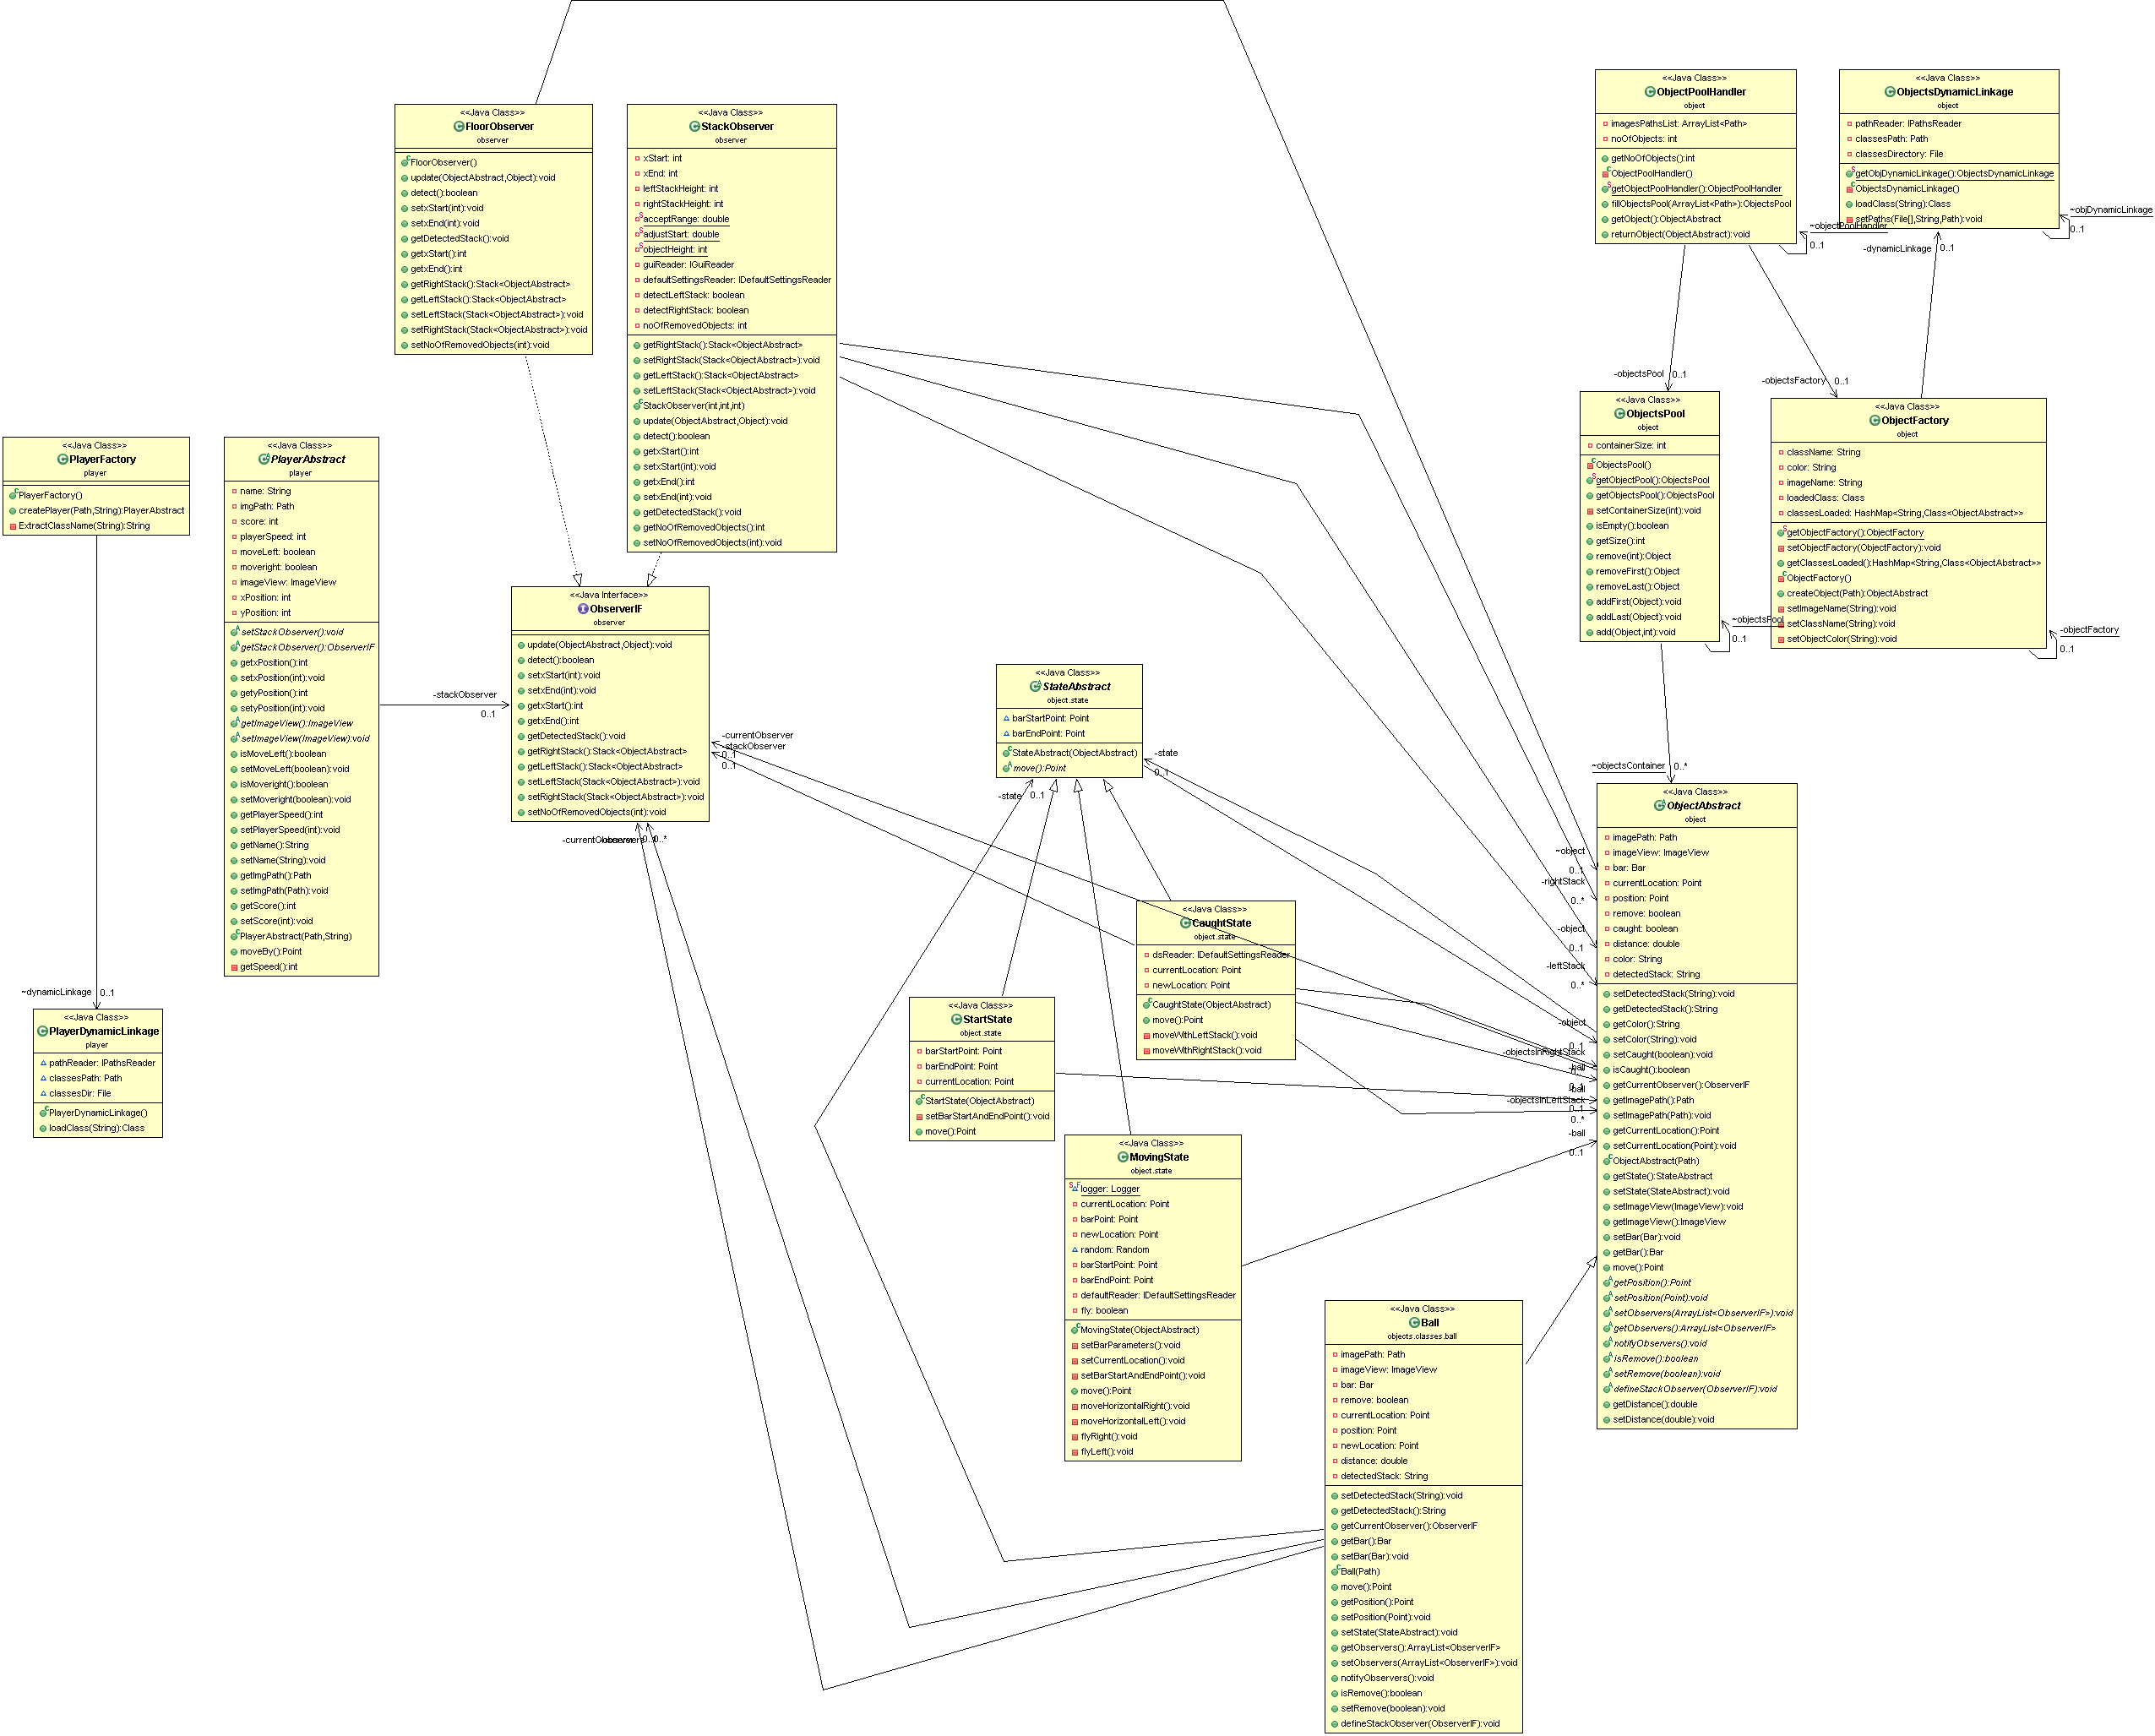 <<Java Class>>
FloorObserver
observer
FloorObserver()
update(ObjectAbstract,Object):void
detect():boolean
setxStart(int):void
setxEnd(int):void
getDetectedStack():void
getxStart():int
getxEnd():int
getRightStack():Stack<ObjectAbstract>
getLeftStack():Stack<ObjectAbstract>
setLeftStack(Stack<ObjectAbstract>):void
setRightStack(Stack<ObjectAbstract>):void
setNoOfRemovedObjects(int):void
<<Java Class>>
StackObserver
observer
xStart: int
xEnd: int
leftStackHeight: int
rightStackHeight: int
acceptRange: double
adjustStart: double
objectHeight: int
guiReader: IGuiReader
defaultSettingsReader: IDefaultSettingsReader
detectLeftStack: boolean
detectRightStack: boolean
noOfRemovedObjects: int
getRightStack():Stack<ObjectAbstract>
setRightStack(Stack<ObjectAbstract>):void
getLeftStack():Stack<ObjectAbstract>
setLeftStack(Stack<ObjectAbstract>):void
StackObserver(int,int,int)
update(ObjectAbstract,Object):void
detect():boolean
getxStart():int
setxStart(int):void
getxEnd():int
setxEnd(int):void
getDetectedStack():void
getNoOfRemovedObjects():int
setNoOfRemovedObjects(int):void
<<Java Class>>
ObjectPoolHandler
object
imagesPathsList: ArrayList<Path>
noOfObjects: int
getNoOfObjects():int
ObjectPoolHandler()
getObjectPoolHandler():ObjectPoolHandler
fillObjectsPool(ArrayList<Path>):ObjectsPool
getObject():ObjectAbstract
returnObject(ObjectAbstract):void
~objectPoolHandler
0..1
<<Java Class>>
ObjectsDynamicLinkage
object
pathReader: IPathsReader
classesPath: Path
classesDirectory: File
getObjDynamicLinkage():ObjectsDynamicLinkage
ObjectsDynamicLinkage()
loadClass(String):Class
setPaths(File[],String,Path):void
~objDynamicLinkage
0..1
-dynamicLinkage
0..1
-objectsPool
0..1
-objectsFactory
0..1
<<Java Class>>
ObjectsPool
object
containerSize: int
ObjectsPool()
getObjectPool():ObjectsPool
getObjectsPool():ObjectsPool
setContainerSize(int):void
isEmpty():boolean
getSize():int
remove(int):Object
removeFirst():Object
removeLast():Object
addFirst(Object):void
addLast(Object):void
add(Object,int):void
~objectsPool
0..1
<<Java Class>>
ObjectFactory
object
className: String
color: String
imageName: String
loadedClass: Class
classesLoaded: HashMap<String,Class<ObjectAbstract>>
getObjectFactory():ObjectFactory
setObjectFactory(ObjectFactory):void
getClassesLoaded():HashMap<String,Class<ObjectAbstract>>
ObjectFactory()
createObject(Path):ObjectAbstract
setImageName(String):void
setClassName(String):void
setObjectColor(String):void
-objectFactory
0..1
<<Java Class>>
PlayerFactory
player
PlayerFactory()
createPlayer(Path,String):PlayerAbstract
ExtractClassName(String):String
~dynamicLinkage
0..1
<<Java Class>>
PlayerDynamicLinkage
player
pathReader: IPathsReader
classesPath: Path
classesDir: File
PlayerDynamicLinkage()
loadClass(String):Class
<<Java Class>>
PlayerAbstract
player
name: String
imgPath: Path
score: int
playerSpeed: int
moveLeft: boolean
moveright: boolean
imageView: ImageView
xPosition: int
yPosition: int
setStackObserver():void
getStackObserver():ObserverIF
getxPosition():int
setxPosition(int):void
getyPosition():int
setyPosition(int):void
getImageView():ImageView
setImageView(ImageView):void
isMoveLeft():boolean
setMoveLeft(boolean):void
isMoveright():boolean
setMoveright(boolean):void
getPlayerSpeed():int
setPlayerSpeed(int):void
getName():String
setName(String):void
getImgPath():Path
setImgPath(Path):void
getScore():int
setScore(int):void
PlayerAbstract(Path,String)
moveBy():Point
getSpeed():int
-stackObserver
0..1
<<Java Interface>>
ObserverIF
observer
update(ObjectAbstract,Object):void
detect():boolean
setxStart(int):void
setxEnd(int):void
getxStart():int
getxEnd():int
getDetectedStack():void
getRightStack():Stack<ObjectAbstract>
getLeftStack():Stack<ObjectAbstract>
setLeftStack(Stack<ObjectAbstract>):void
setRightStack(Stack<ObjectAbstract>):void
setNoOfRemovedObjects(int):void
-currentObserver
-stackObserver
0..1
0..1
-currentObserver
0..*
<<Java Class>>
StateAbstract
object.state
barStartPoint: Point
barEndPoint: Point
StateAbstract(ObjectAbstract)
move():Point
-state
0..1
-state
0..1
<<Java Class>>
CaughtState
object.state
dsReader: IDefaultSettingsReader
currentLocation: Point
newLocation: Point
CaughtState(ObjectAbstract)
move():Point
moveWithLeftStack():void
moveWithRightStack():void
<<Java Class>>
StartState
object.state
barStartPoint: Point
barEndPoint: Point
currentLocation: Point
StartState(ObjectAbstract)
setBarStartAndEndPoint():void
move():Point
<<Java Class>>
MovingState
object.state
logger: Logger
currentLocation: Point
barPoint: Point
newLocation: Point
random: Random
barStartPoint: Point
barEndPoint: Point
defaultReader: IDefaultSettingsReader
fly: boolean
MovingState(ObjectAbstract)
setBarParameters():void
setCurrentLocation():void
setBarStartAndEndPoint():void
move():Point
moveHorizontalRight():void
moveHorizontalLeft():void
flyRight():void
flyLeft():void
~objectsContainer
0..*
~object
0..1
-rightStack
0..*
-object
0..1
-leftStack
0..*
-object
0..1
-objectsInRightStack
-ball
0..1
-ball
-objectsInLeftStack
0..1
0..*
-ball
0..1
<<Java Class>>
ObjectAbstract
object
imagePath: Path
imageView: ImageView
bar: Bar
currentLocation: Point
position: Point
remove: boolean
caught: boolean
distance: double
color: String
detectedStack: String
setDetectedStack(String):void
getDetectedStack():String
getColor():String
setColor(String):void
setCaught(boolean):void
isCaught():boolean
getCurrentObserver():ObserverIF
getImagePath():Path
setImagePath(Path):void
getCurrentLocation():Point
setCurrentLocation(Point):void
ObjectAbstract(Path)
getState():StateAbstract
setState(StateAbstract):void
setImageView(ImageView):void
getImageView():ImageView
setBar(Bar):void
getBar():Bar
move():Point
getPosition():Point
setPosition(Point):void
setObservers(ArrayList<ObserverIF>):void
getObservers():ArrayList<ObserverIF>
notifyObservers():void
isRemove():boolean
setRemove(boolean):void
defineStackObserver(ObserverIF):void
getDistance():double
setDistance(double):void
<<Java Class>>
Ball
objects.classes.ball
imagePath: Path
imageView: ImageView
bar: Bar
remove: boolean
currentLocation: Point
position: Point
newLocation: Point
distance: double
detectedStack: String
setDetectedStack(String):void
getDetectedStack():String
getCurrentObserver():ObserverIF
getBar():Bar
setBar(Bar):void
Ball(Path)
move():Point
getPosition():Point
setPosition(Point):void
setState(StateAbstract):void
getObservers():ArrayList<ObserverIF>
setObservers(ArrayList<ObserverIF>):void
notifyObservers():void
isRemove():boolean
setRemove(boolean):void
defineStackObserver(ObserverIF):void